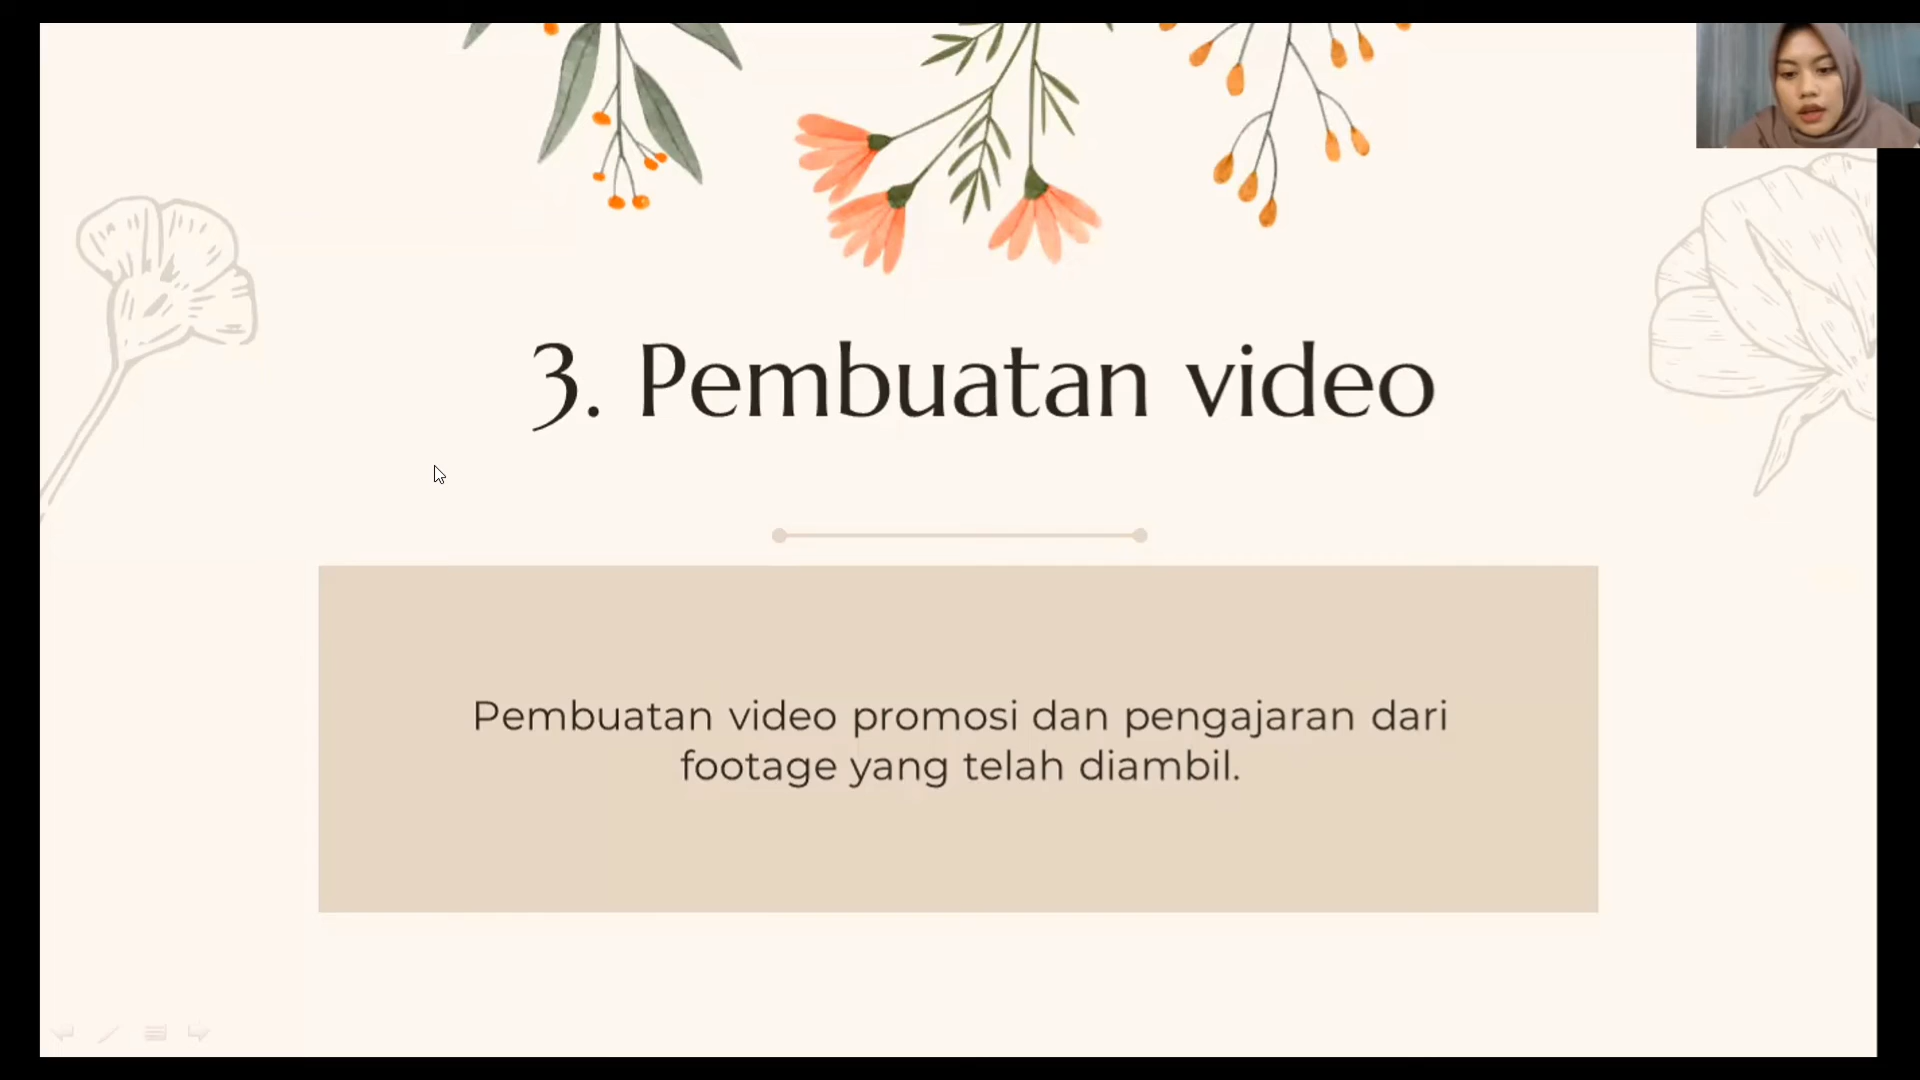 3. Pembuatan video
Pembuatan video promosi dan pengajaran dari
footage yang telah diambil.